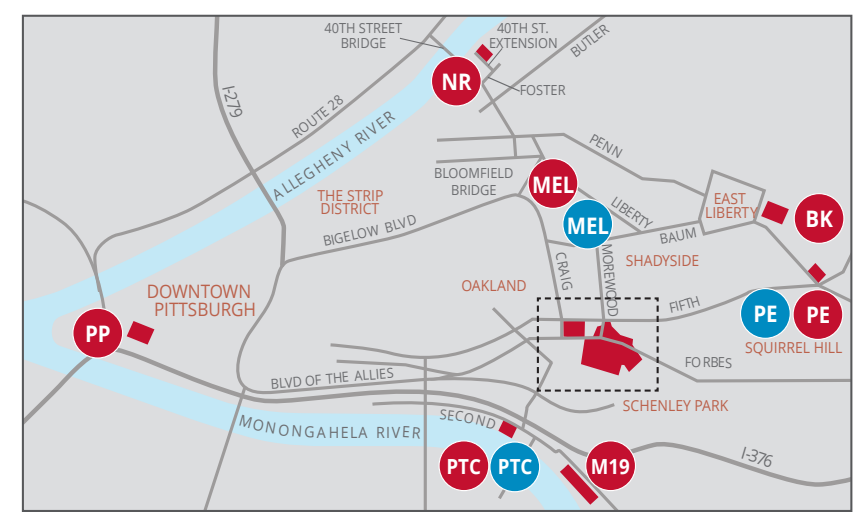 40TH STREET
BRIDGE
40TH ST.
EXTENSION
BUTLER
NR
FOSTER
I-279
ROUTE 28
ALLEGHENY RIVER
PENN
BLOOMFIELD
BRIDGE
MEL
THE STRIP
DISTRICT
LIBERTY
EAST
LIBERTY
BK
MEL
BIGELOW BLVD
BAUM
CRAIG
MOREWOOD
SHADYSIDE
OAKLAND
DOWNTOWN
PITTSBURGH
FIFTH
PE
PE
PP
SQUIRREL HILL
FORBES
BLVD OF THE ALLIES
SCHENLEY PARK
SECOND
MONONGAHELA RIVER
I-376
PTC
PTC
M19